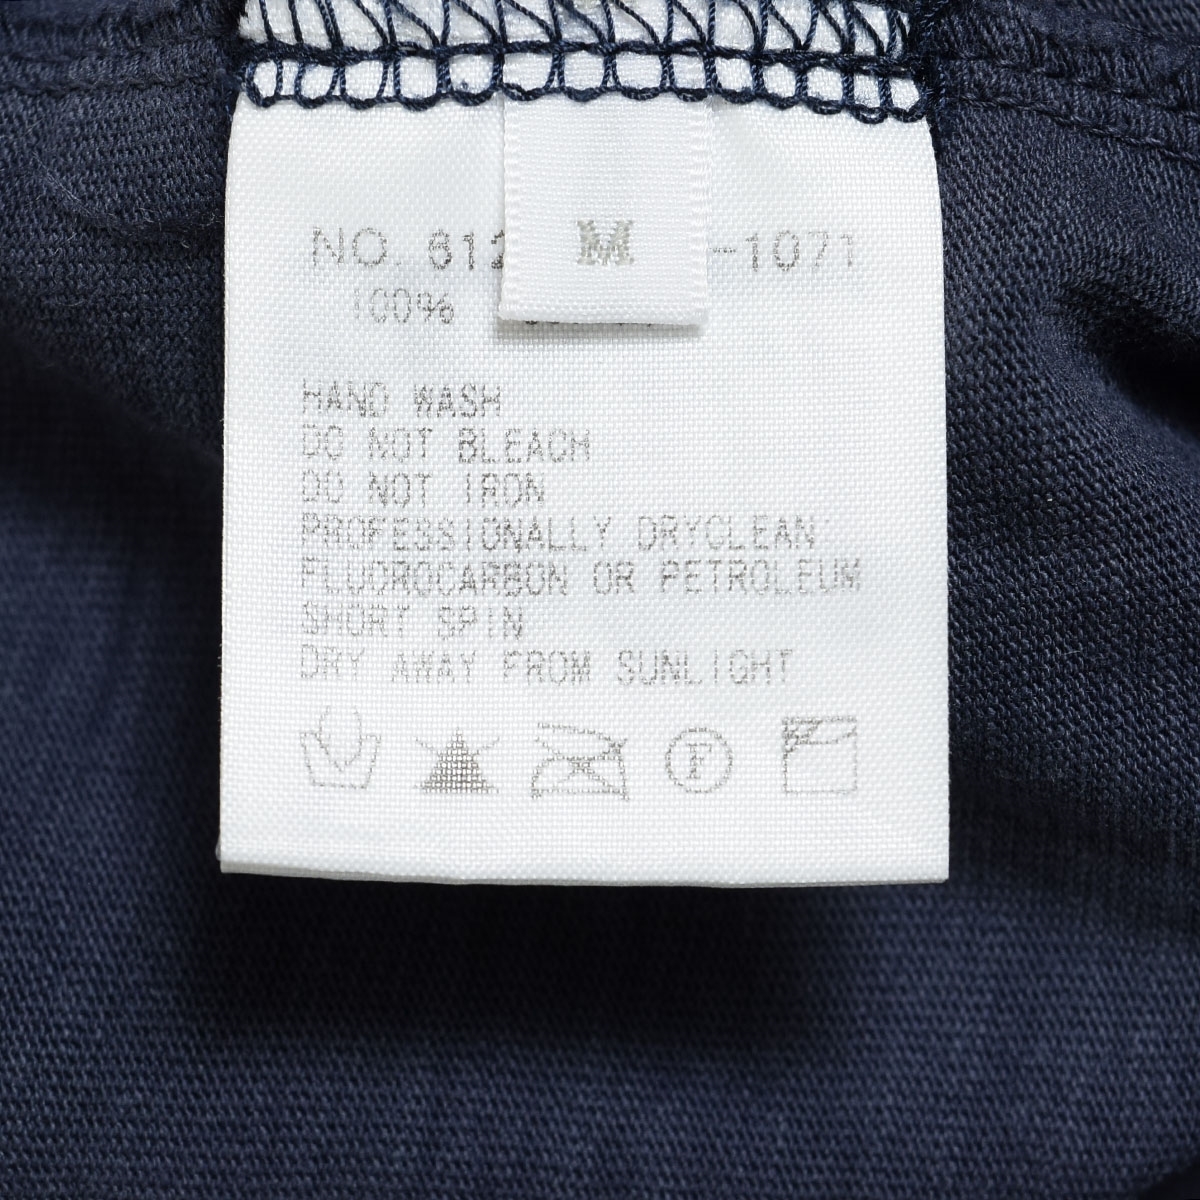 M
NO. 612 -1071
100%
HAND WASH
DO NOT BLEACH
DO NOT IRON
PROFESSIONALLY DRYCLEAN
FLUOROCARBON OR PETROLEUM
SHORT SPIN
DRY AWAY FROM SUNLIGHT
F